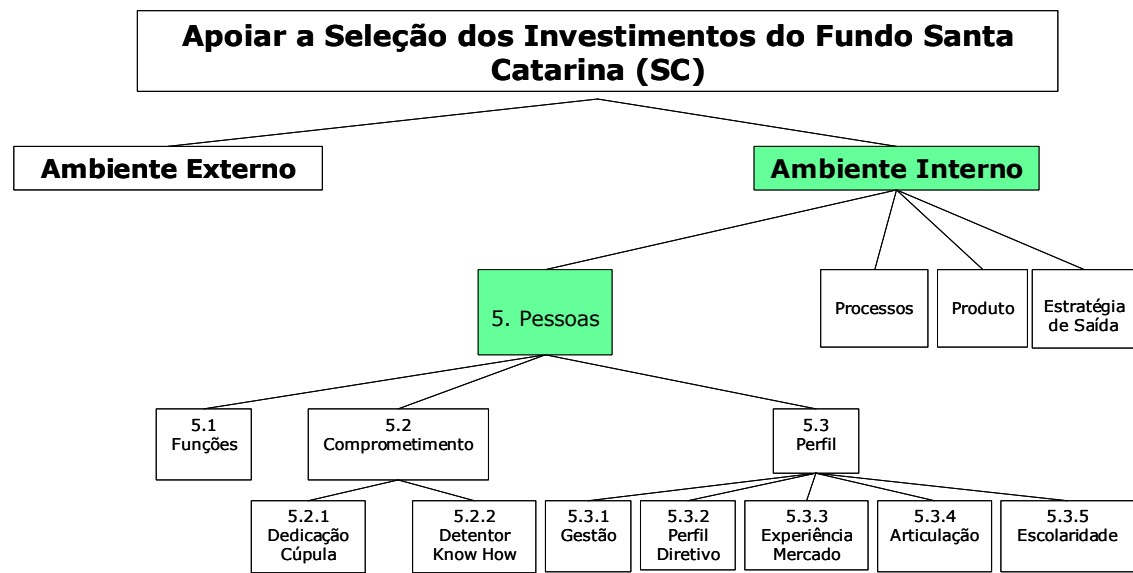 Apoiar a Seleção dos Investimentos do Fundo Santa
Catarina (SC)
Ambiente Externo
Ambiente Interno
5. Pessoas
Processos
Produto
Estratégia
de Saída
5.1
Funções
5.2
Comprometimento
5.3
Perfil
5.2.1
Dedicação
Cúpula
5.2.2
Detentor
Know How
5.3.1
Gestão
5.3.2
Perfil
Diretivo
5.3.3
Experiência
Mercado
5.3.4
Articulação
5.3.5
Escolaridade